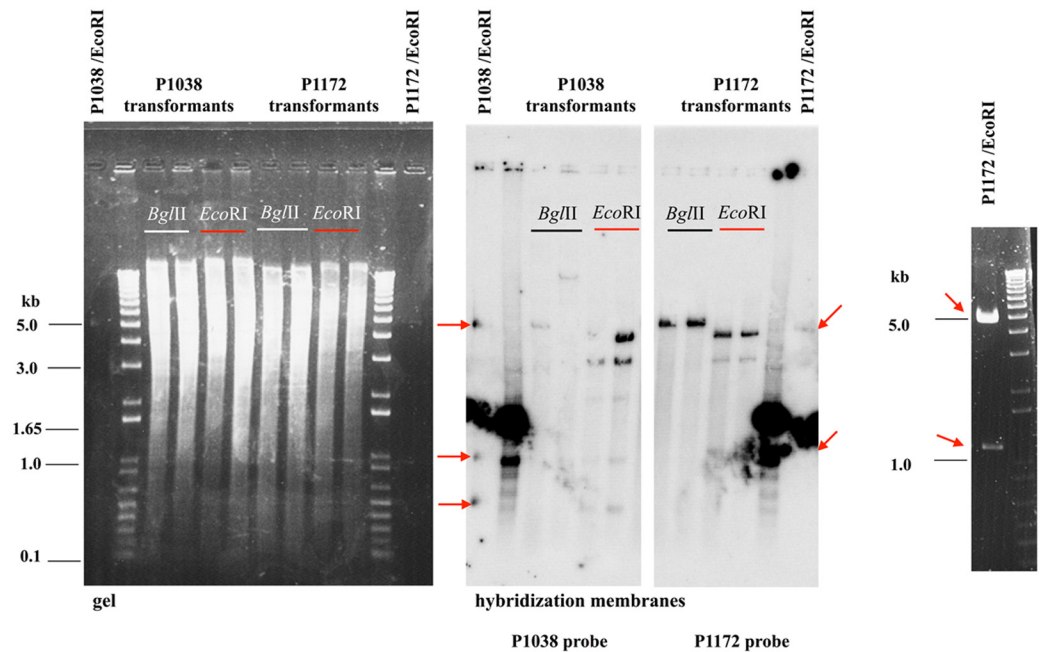 P1038 /EcoRI
P1038
transformants
P1172
transformants
P1172 /EcoRI
BglII
EcoRI
BglII
EcoRI
kb
5.0
3.0
1.65
1.0
0.1
gel
P1038 /EcoRI
P1038
transformants
P1172
transformants
P1172 /EcoRI
BglII
EcoRI
BglII
EcoRI
hybridization membranes
P1038 probe
P1172 probe
P1172 /EcoRI
kb
5.0
1.0